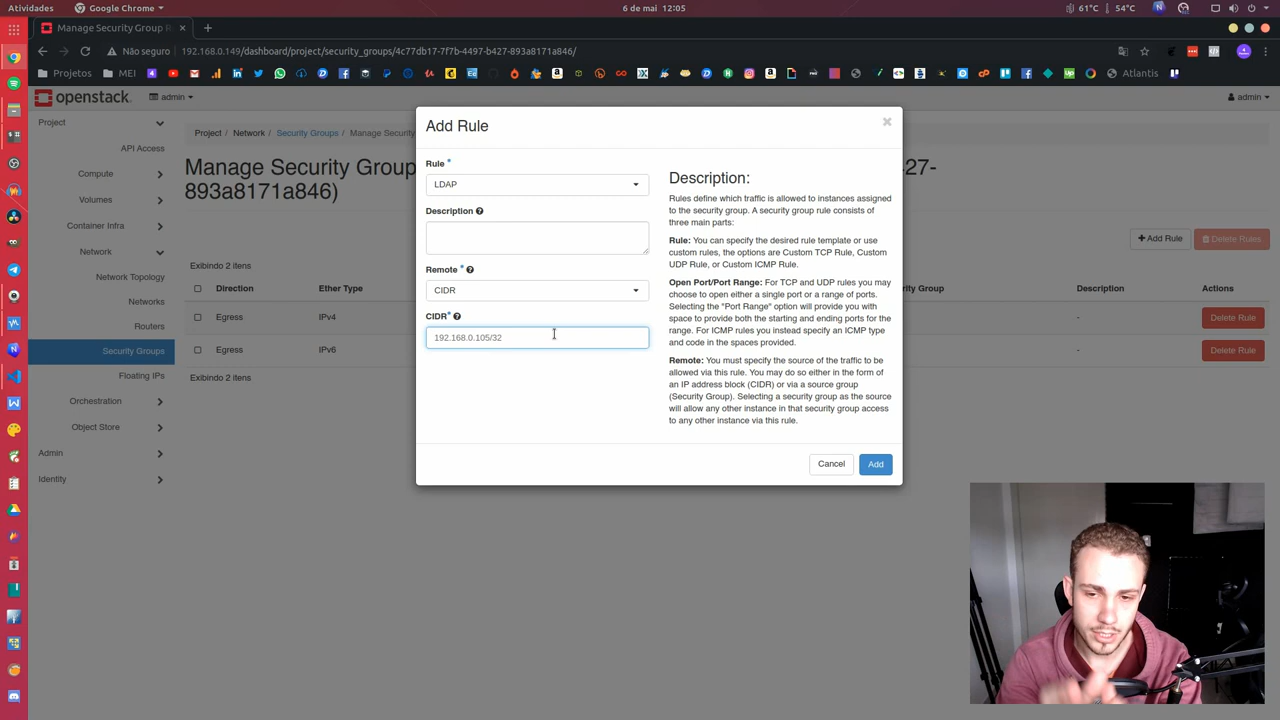 Atividades
Google Chrome
6 de mai 12:05
61°C
54°C
Manage Security Group R
Não seguro
192.168.0.149/dashboard/project/security_groups/4c77db17-7f7b-4497-b427-893a8171a846/
Projetos
MEI
Atlantis
openstack.
admin
admin
Project
API Access
Compute
Volumes
Container Infra
Network
Network Topology
Networks
Routers
Security Groups
Floating IPs
Orchestration
Object Store
Admin
Identity
Project / Network / Security Groups / Manage Security
Manage Security Group
27-
893a8171a846)
Add Rule
Delete Rules
Exibindo 2 itens
Direction
Ether Type
Group
Description
Actions
Egress
IPv4
-
Delete Rule
Egress
IPv6
-
Delete Rule
Exibindo 2 itens
Add Rule
Rule *
LDAP
Description
Remote *
CIDR
CIDR*
192.168.0.105/32
Description:
Rules define which traffic is allowed to instances assigned
to the security group. A security group rule consists of
three main parts:
Rule: You can specify the desired rule template or use
custom rules, the options are Custom TCP Rule, Custom
UDP Rule, or Custom ICMP Rule.
Open Port/Port Range: For TCP and UDP rules you may
choose to open either a single port or a range of ports.
Selecting the "Port Range" option will provide you with
space to provide both the starting and ending ports for the
range. For ICMP rules you instead specify an ICMP type
and code in the spaces provided.
Remote: You must specify the source of the traffic to be
allowed via this rule. You may do so either in the form of
an IP address block (CIDR) or via a source group
(Security Group). Selecting a security group as the source
will allow any other instance in that security group access
to any other instance via this rule.
Cancel
Add